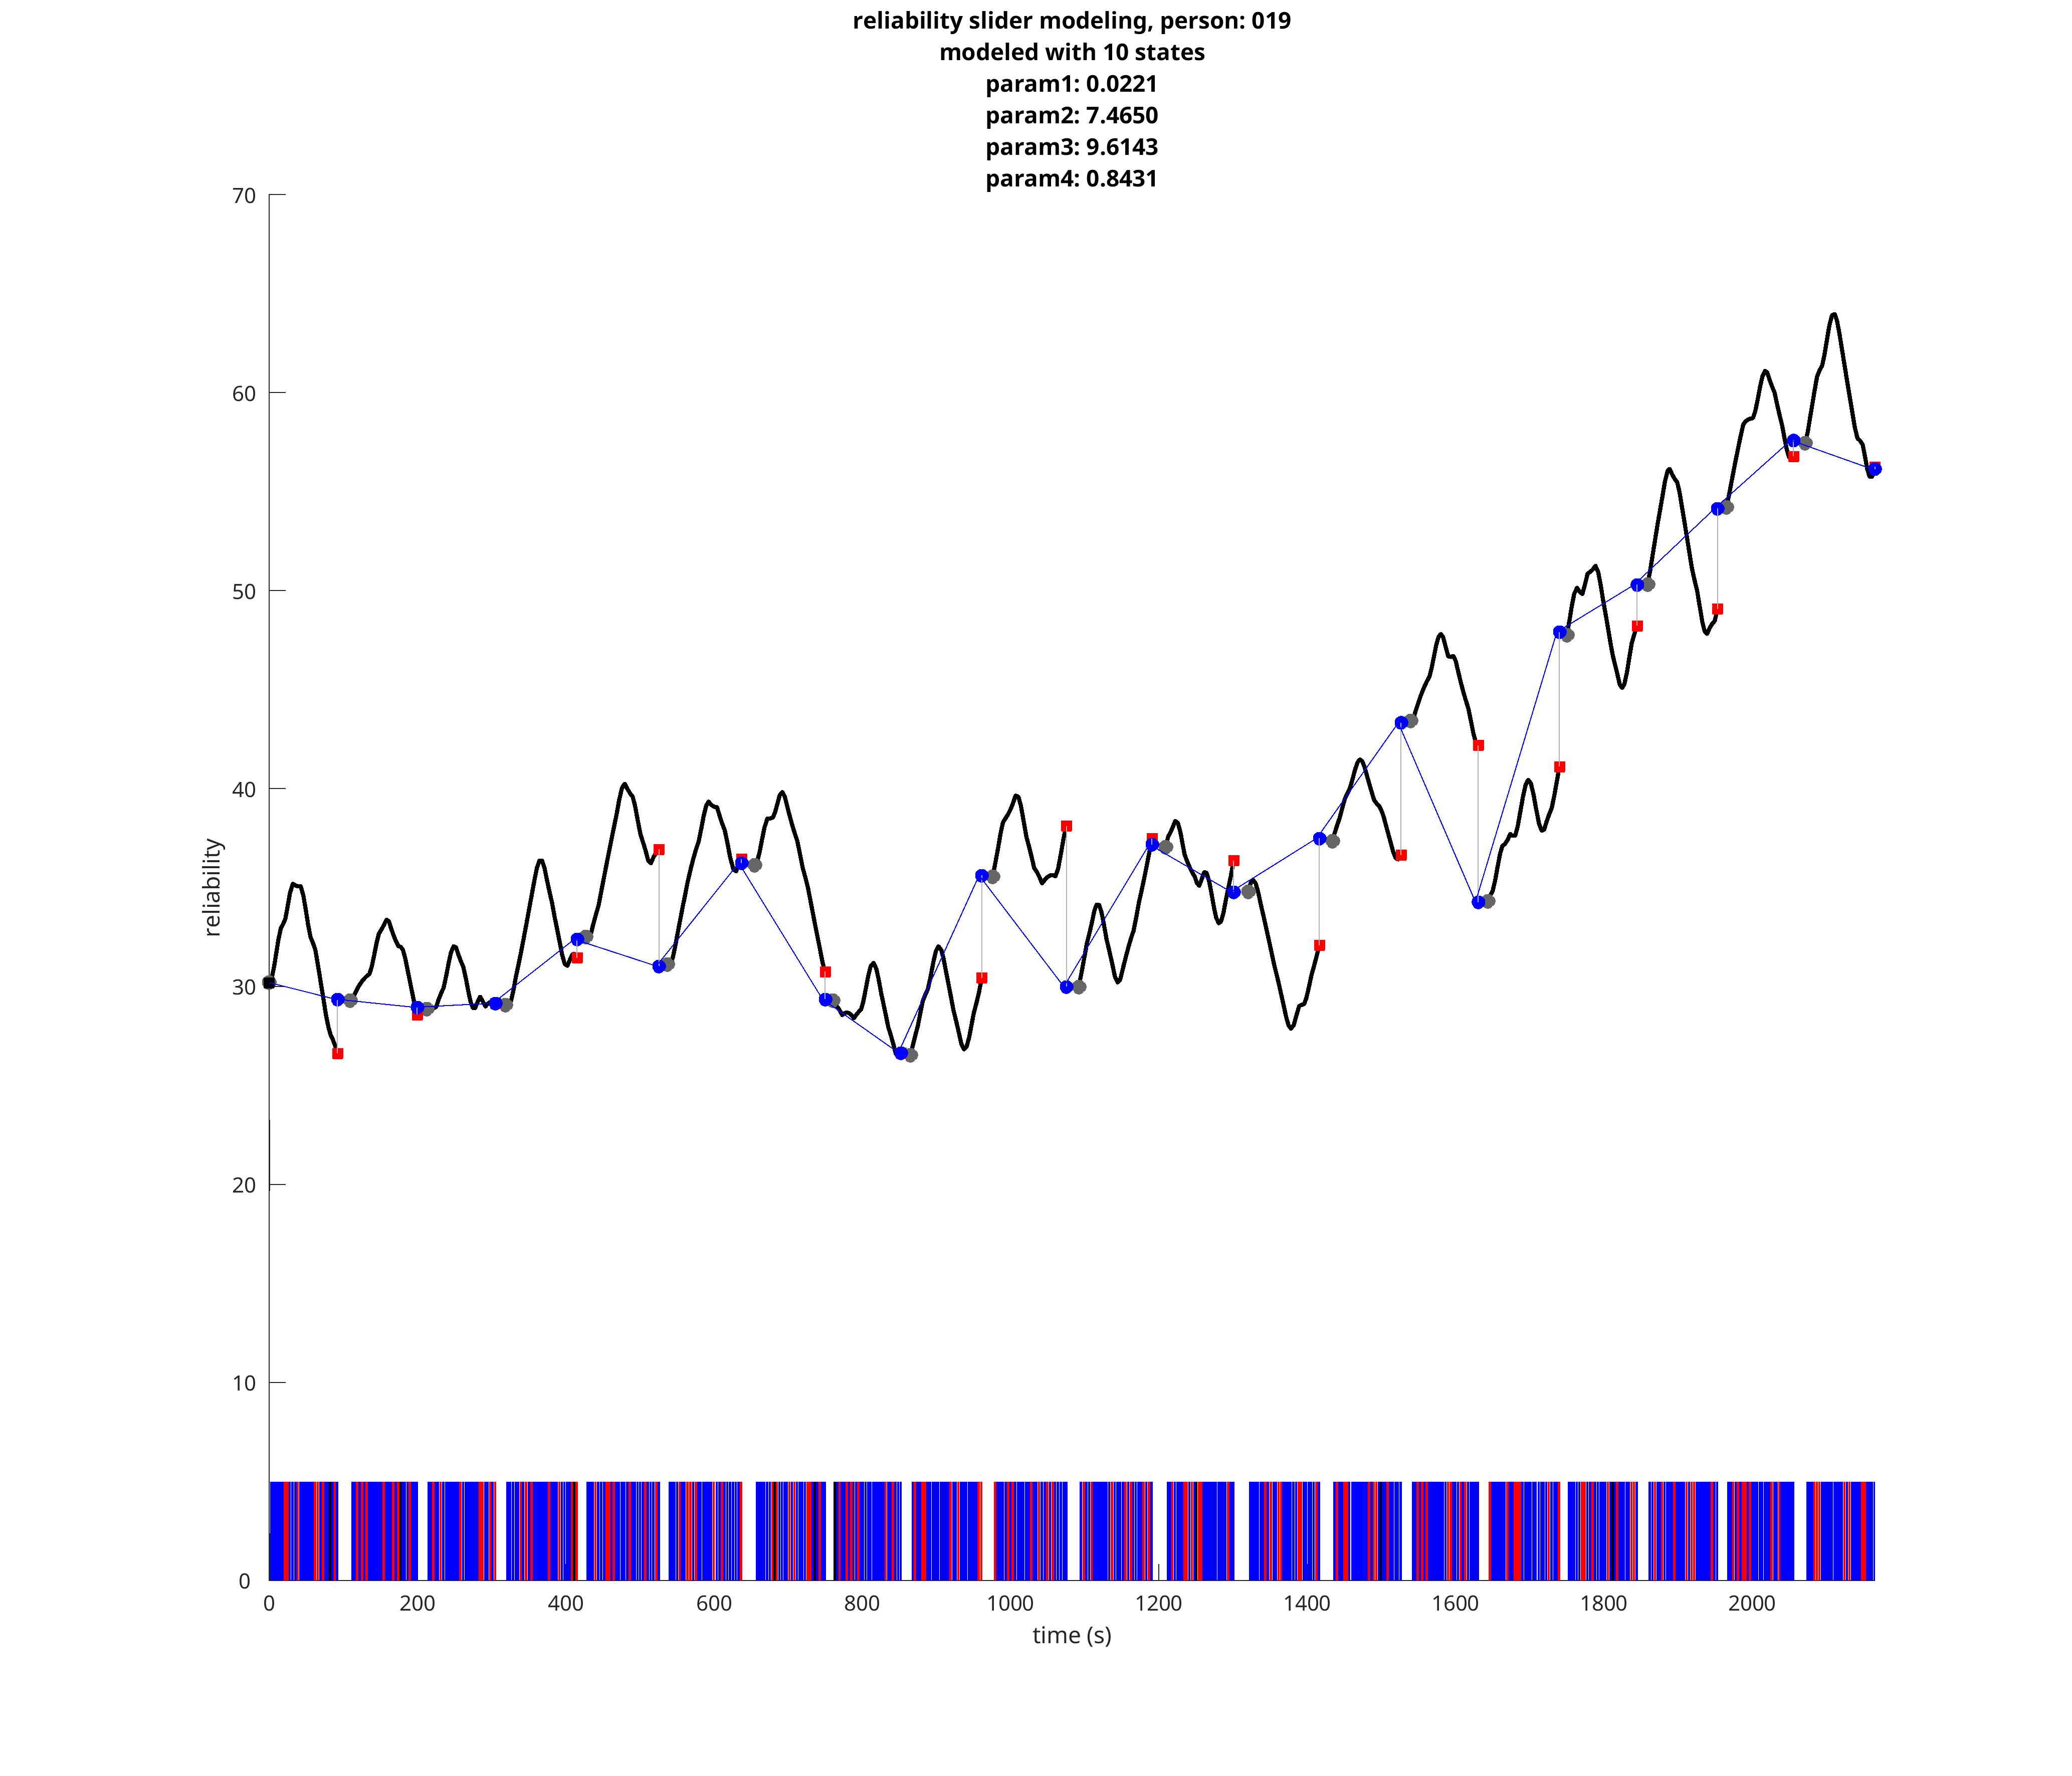 reliability slider modeling, person: 019
modeled with 10 states
param1: 0.0221
param2: 7.4650
param3: 9.6143
param4: 0.8431
70
60
50
40
30
20
10
0
reliability
0 200 400 600 800 1000 1200 1400 1600 1800 2000
time (s)